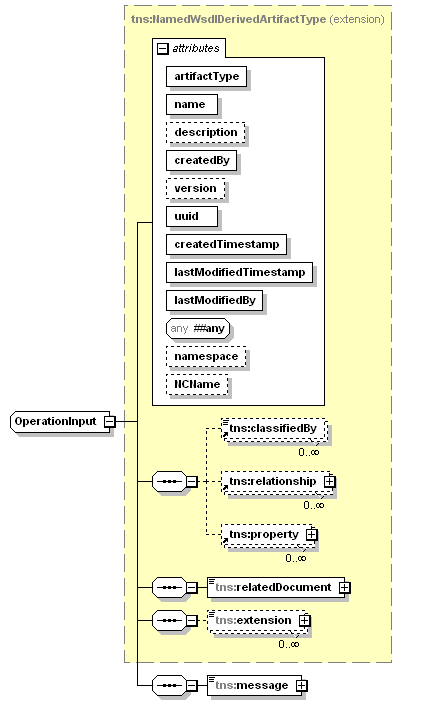 tns:NamedWsdlDerivedArtifactType (extension)
attributes
artifactType
name
description
createdBy
version
uuid
createdTimestamp
lastModifiedTimestamp
lastModifiedBy
any ##any
namespace
NCName
OperationInput
tns:classifiedBy
0..∞
tns:relationship
0..∞
tns:property
0..∞
tns:relatedDocument
tns:extension
0..∞
tns:message